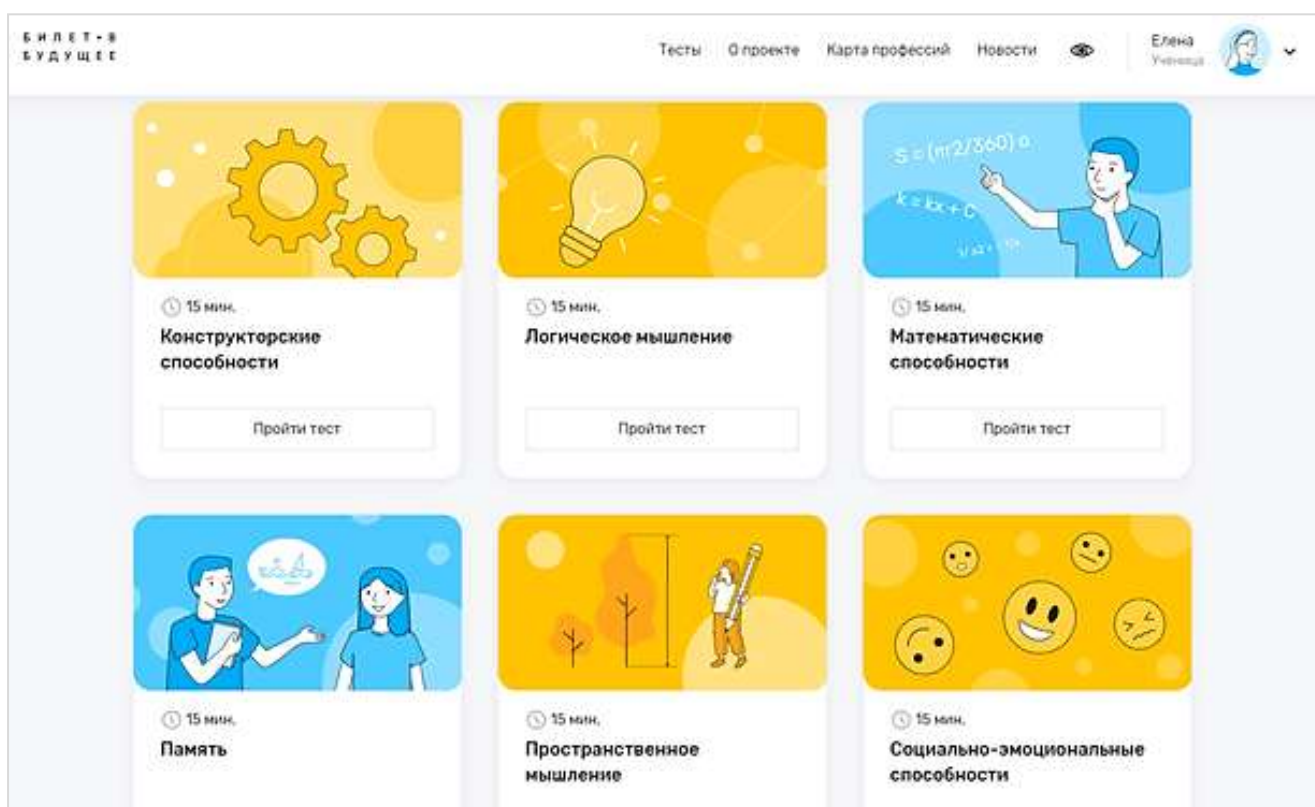 БИЛЕТ·В
БУДУЩЕЕ
Тесты О проекте Карта профессий Новости
Елена
Ученица
S = (πr2/360) α
k = kx + C
15 мин.
Конструкторские
способности
Пройти тест
15 мин.
Логическое мышление
Пройти тест
15 мин.
Математические
способности
Пройти тест
15 мин.
Память
15 мин.
Пространственное
мышление
15 мин.
Социально-эмоциональные
способности